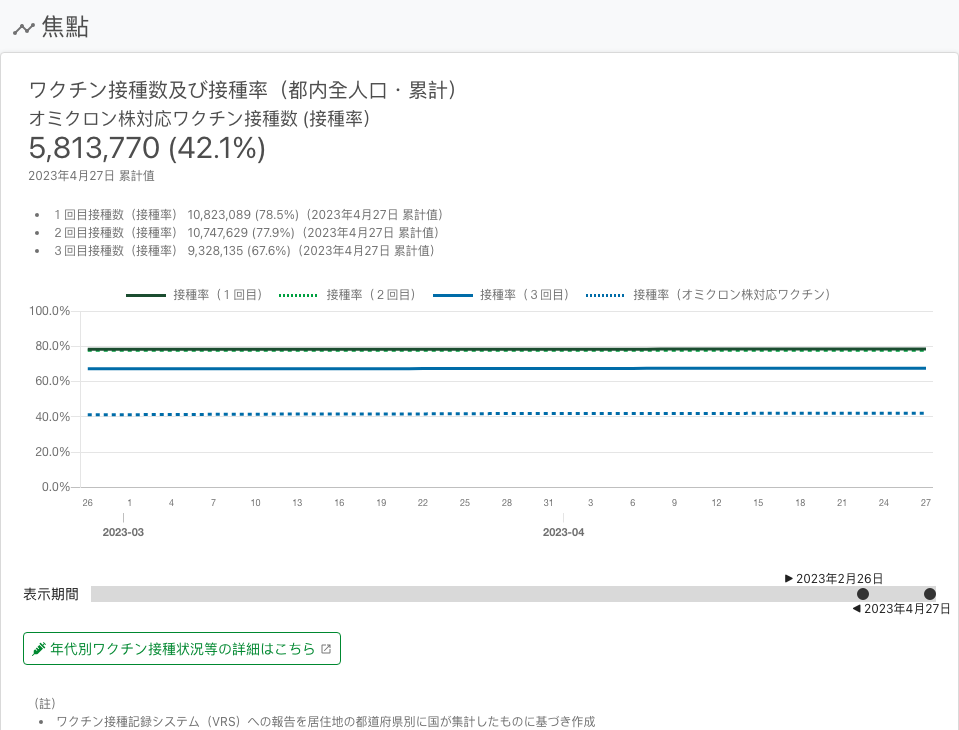 焦點
ワクチン接種数及び接種率（都内全人口・累計）
オミクロン株対応ワクチン接種数 (接種率)
5,813,770 (42.1%)
2023年4月27日 累計値
• 1回目接種数（接種率） 10,823,089 (78.5%)（2023年4月27日 累計値）
• 2回目接種数（接種率） 10,747,629 (77.9%)（2023年4月27日 累計値）
• 3回目接種数（接種率） 9,328,135 (67.6%)（2023年4月27日 累計値）
接種率（1回目） 接種率（2回目） 接種率（3回目） 接種率（オミクロン株対応ワクチン）
100.0%
80.0%
60.0%
40.0%
20.0%
0.0%
26 1 4 7 10 13 16 19 22 25 28 31 3 6 9 12 15 18 21 24 27
2023-03 2023-04
▶ 2023年2月26日
表示期間
◀ 2023年4月27日
年代別ワクチン接種状況等の詳細はこちら
（註）
• ワクチン接種記録システム（VRS）への報告を居住地の都道府県別に国が集計したものに基づき作成